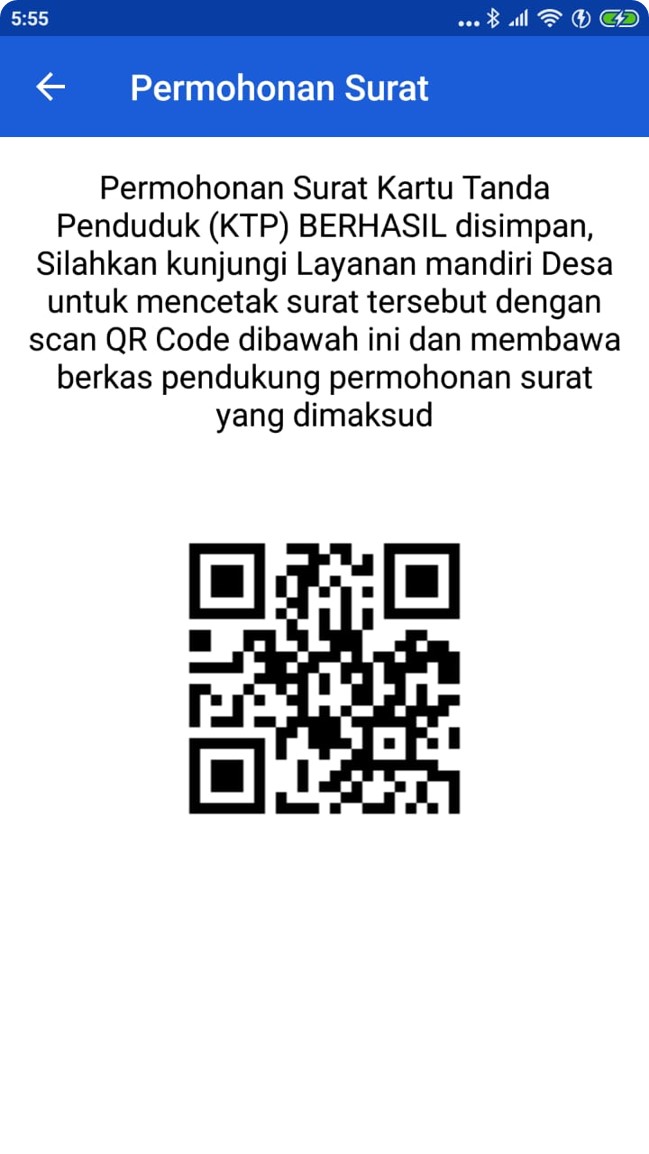 5:55
Permohonan Surat
Permohonan Surat Kartu Tanda
Penduduk (KTP) BERHASIL disimpan,
Silahkan kunjungi Layanan mandiri Desa
untuk mencetak surat tersebut dengan
scan QR Code dibawah ini dan membawa
berkas pendukung permohonan surat
yang dimaksud